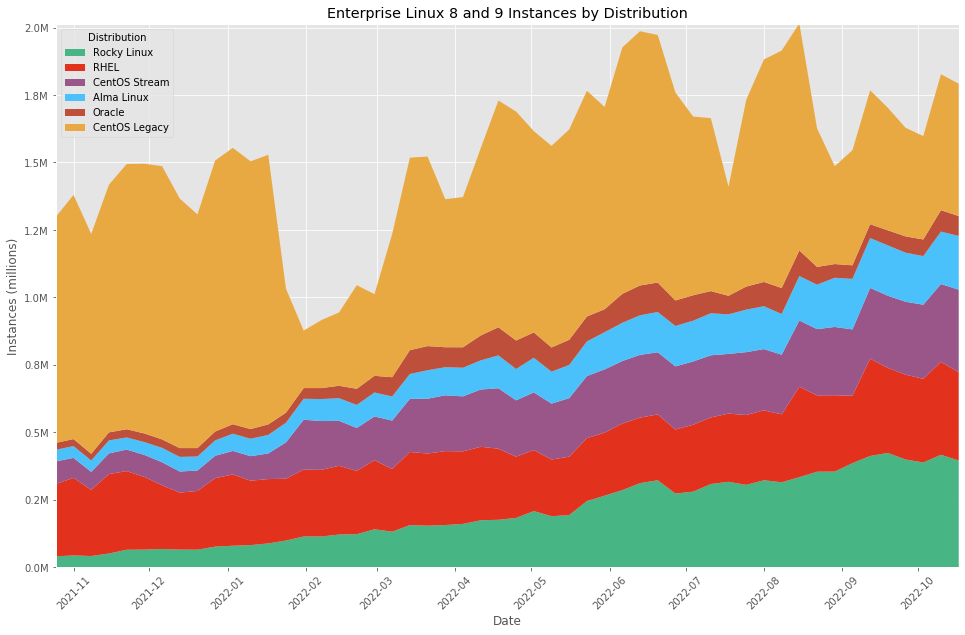 Enterprise Linux 8 and 9 Instances by Distribution
2.0M
Distribution
Rocky Linux
RHEL
CentOS Stream
Alma Linux
Oracle
CentOS Legacy
1.8M
1.5M
1.2M
1.0M
0.8M
0.5M
0.2M
0.0M
Instances (millions)
2021-11
2021-12
2022-01
2022-02
2022-03
2022-04
2022-05
2022-06
2022-07
2022-08
2022-09
2022-10
Date